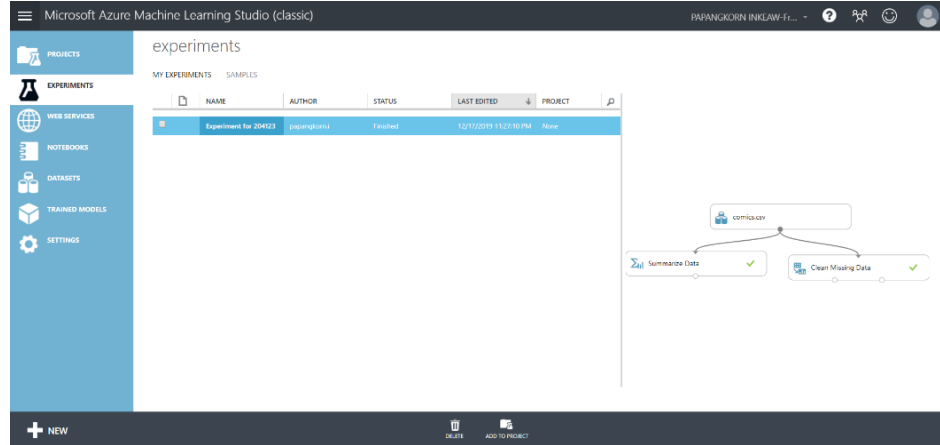 Microsoft Azure Machine Learning Studio (classic)
PAPANGKORN INKEAW-Fr...
?
PROJECTS
EXPERIMENTS
WEB SERVICES
NOTEBOOKS
DATASETS
TRAINED MODELS
SETTINGS
experiments
MY EXPERIMENTS SAMPLES
NAME AUTHOR STATUS LAST EDITED PROJECT
Experiment for 204123 papangkorn.i Finished 12/17/2019 11:27:10 PM None
comics.csv
Summarize Data
Clean Missing Data
NEW
DELETE
ADD TO PROJECT